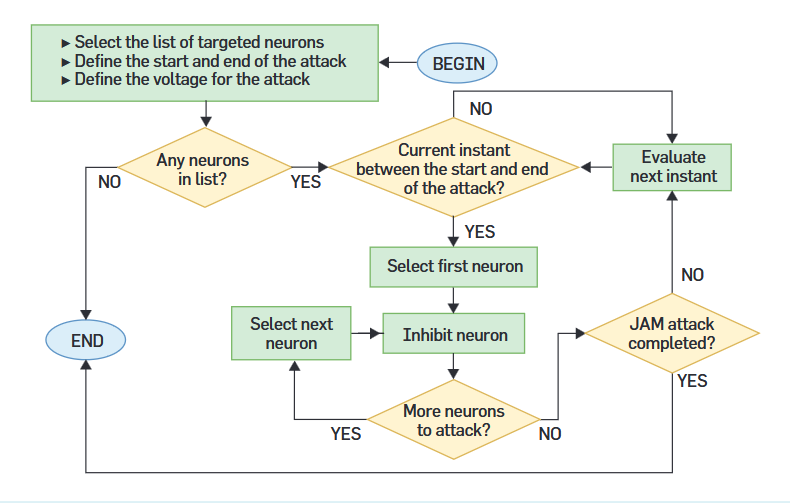 ► Select the list of targeted neurons
► Define the start and end of the attack
► Define the voltage for the attack
BEGIN
NO
Any neurons
in list?
NO
YES
Current instant
between the start and end
of the attack?
Evaluate
next instant
YES
Select first neuron
NO
Select next
neuron
Inhibit neuron
JAM attack
completed?
END
YES
More neurons
to attack?
YES
NO